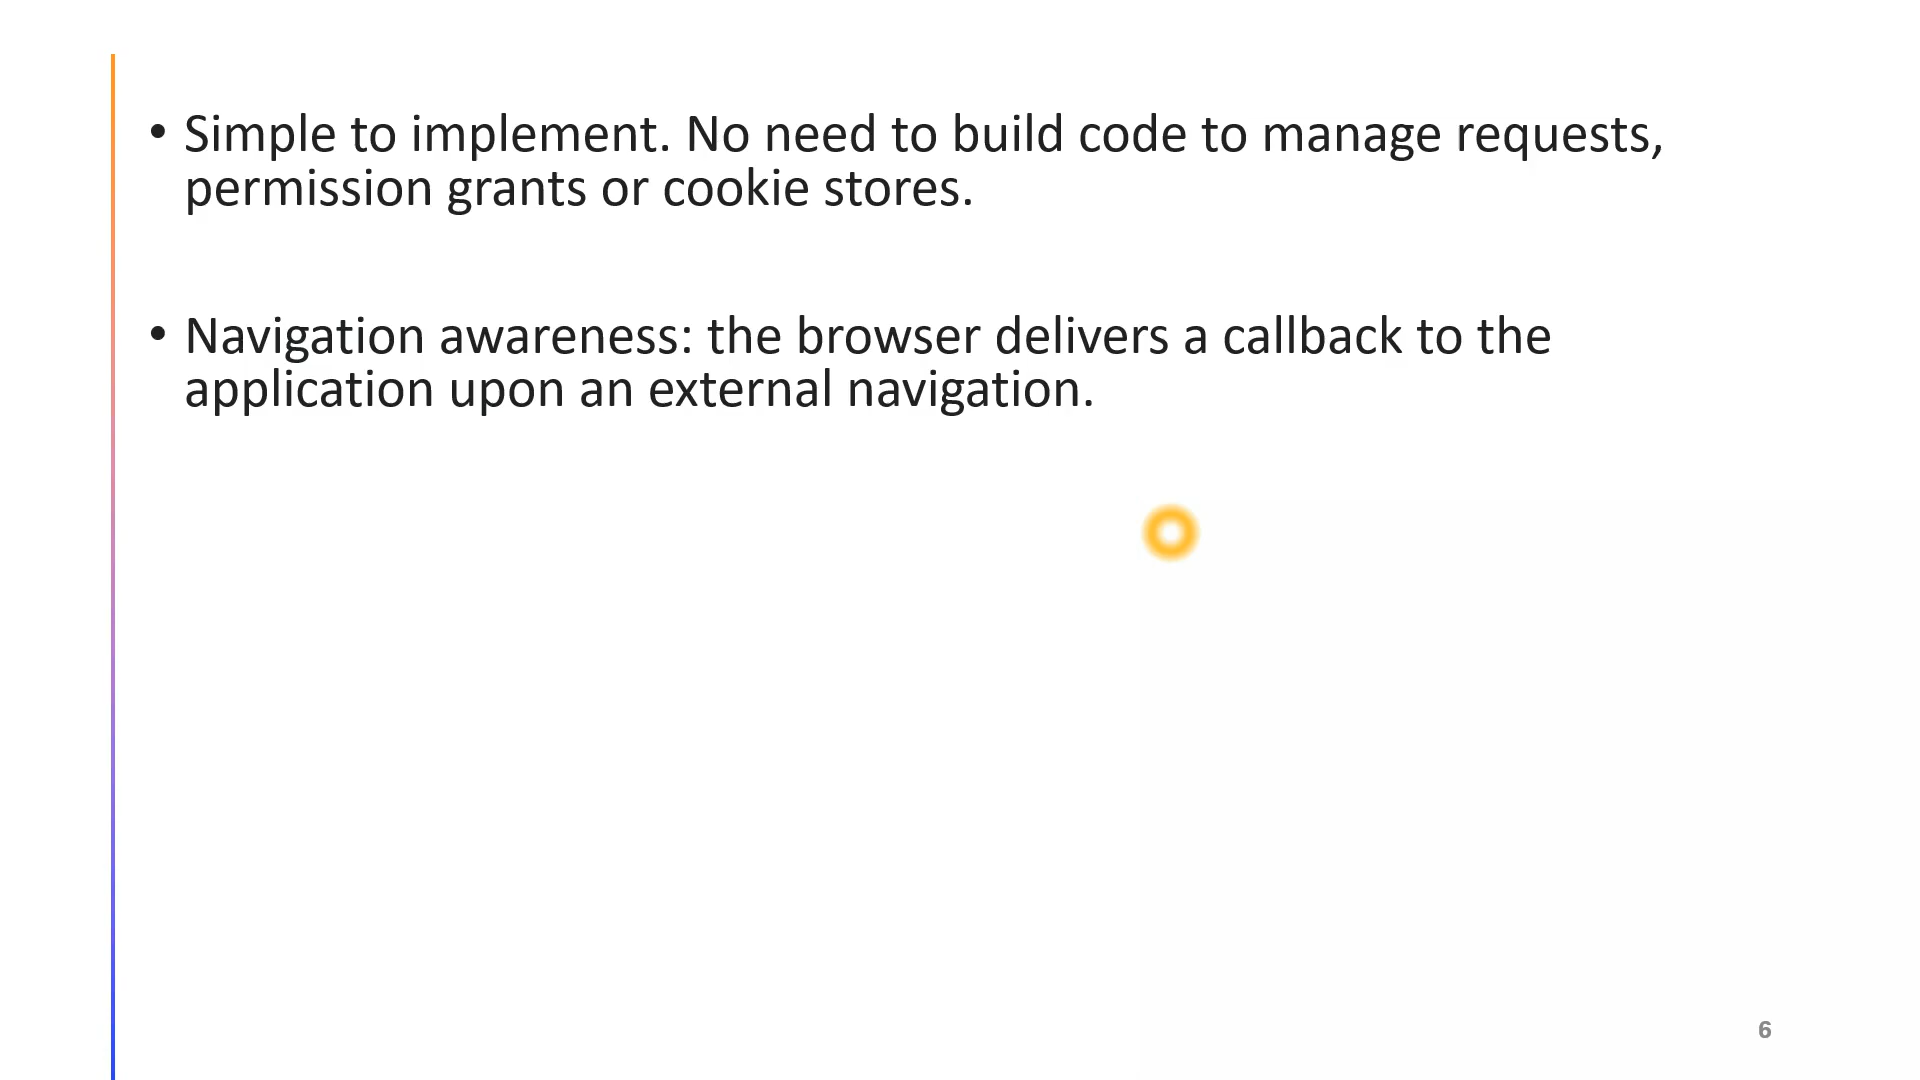 • Simple to implement. No need to build code to manage requests,
permission grants or cookie stores.
• Navigation awareness: the browser delivers a callback to the
application upon an external navigation.
6